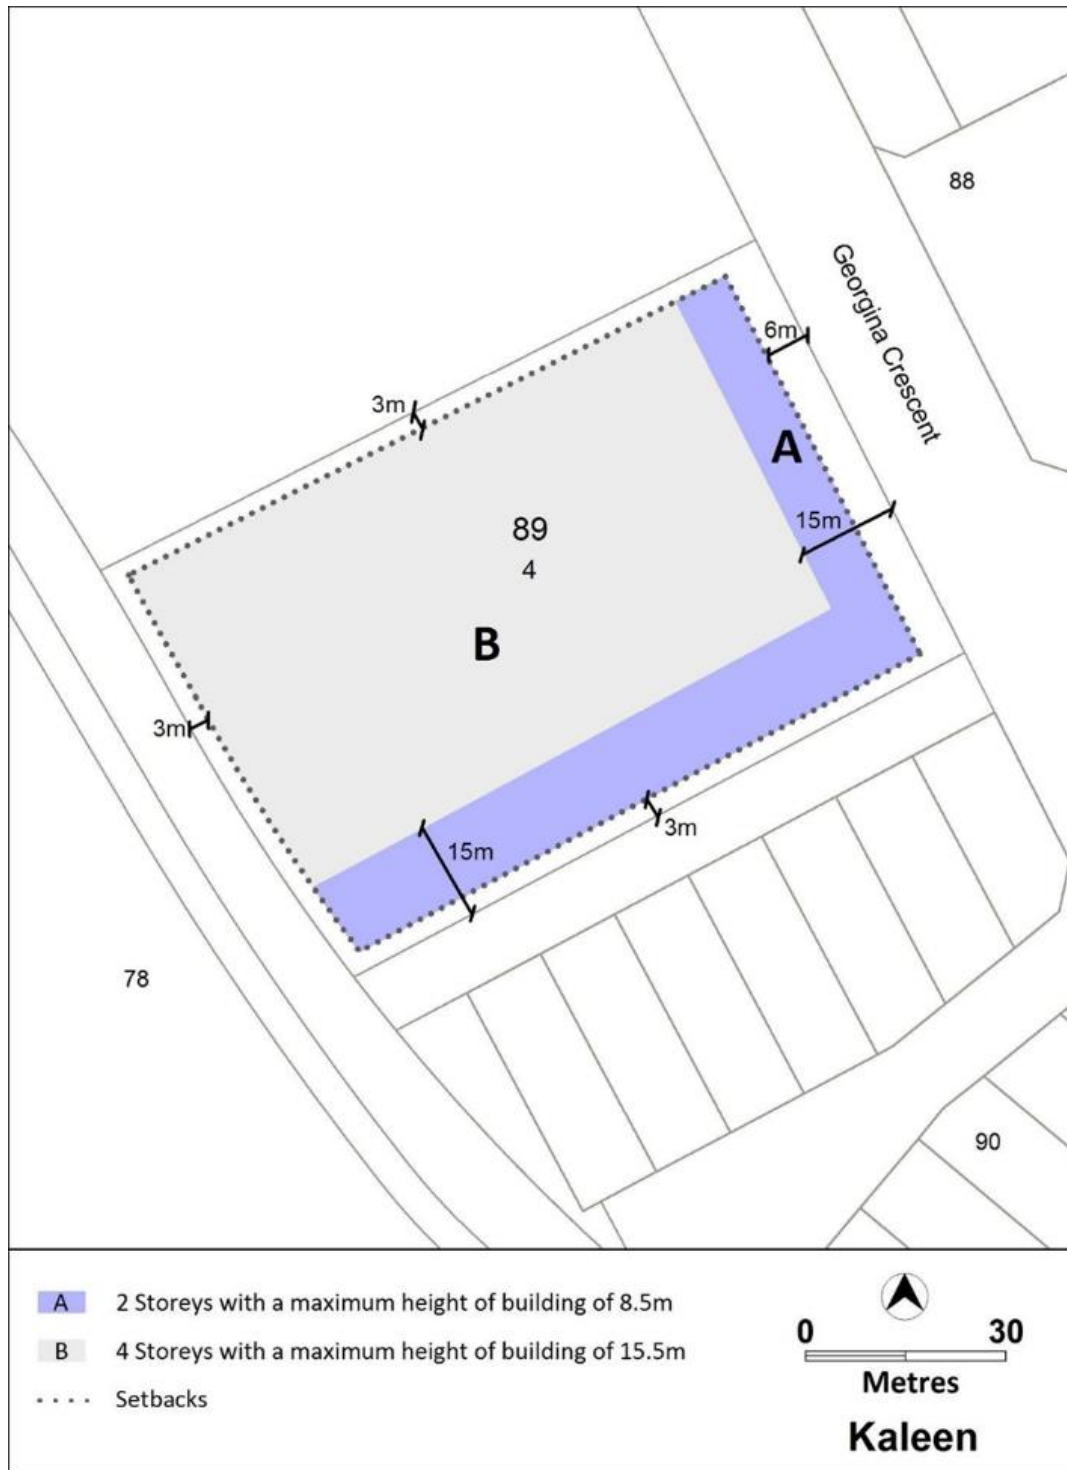 88
Georgina Crescent
6m
3m
A
15m
89
4
B
3m
3m
15m
78
90
A 2 Storeys with a maximum height of building of 8.5m
B 4 Storeys with a maximum height of building of 15.5m
Setbacks
0 30
Metres
Kaleen